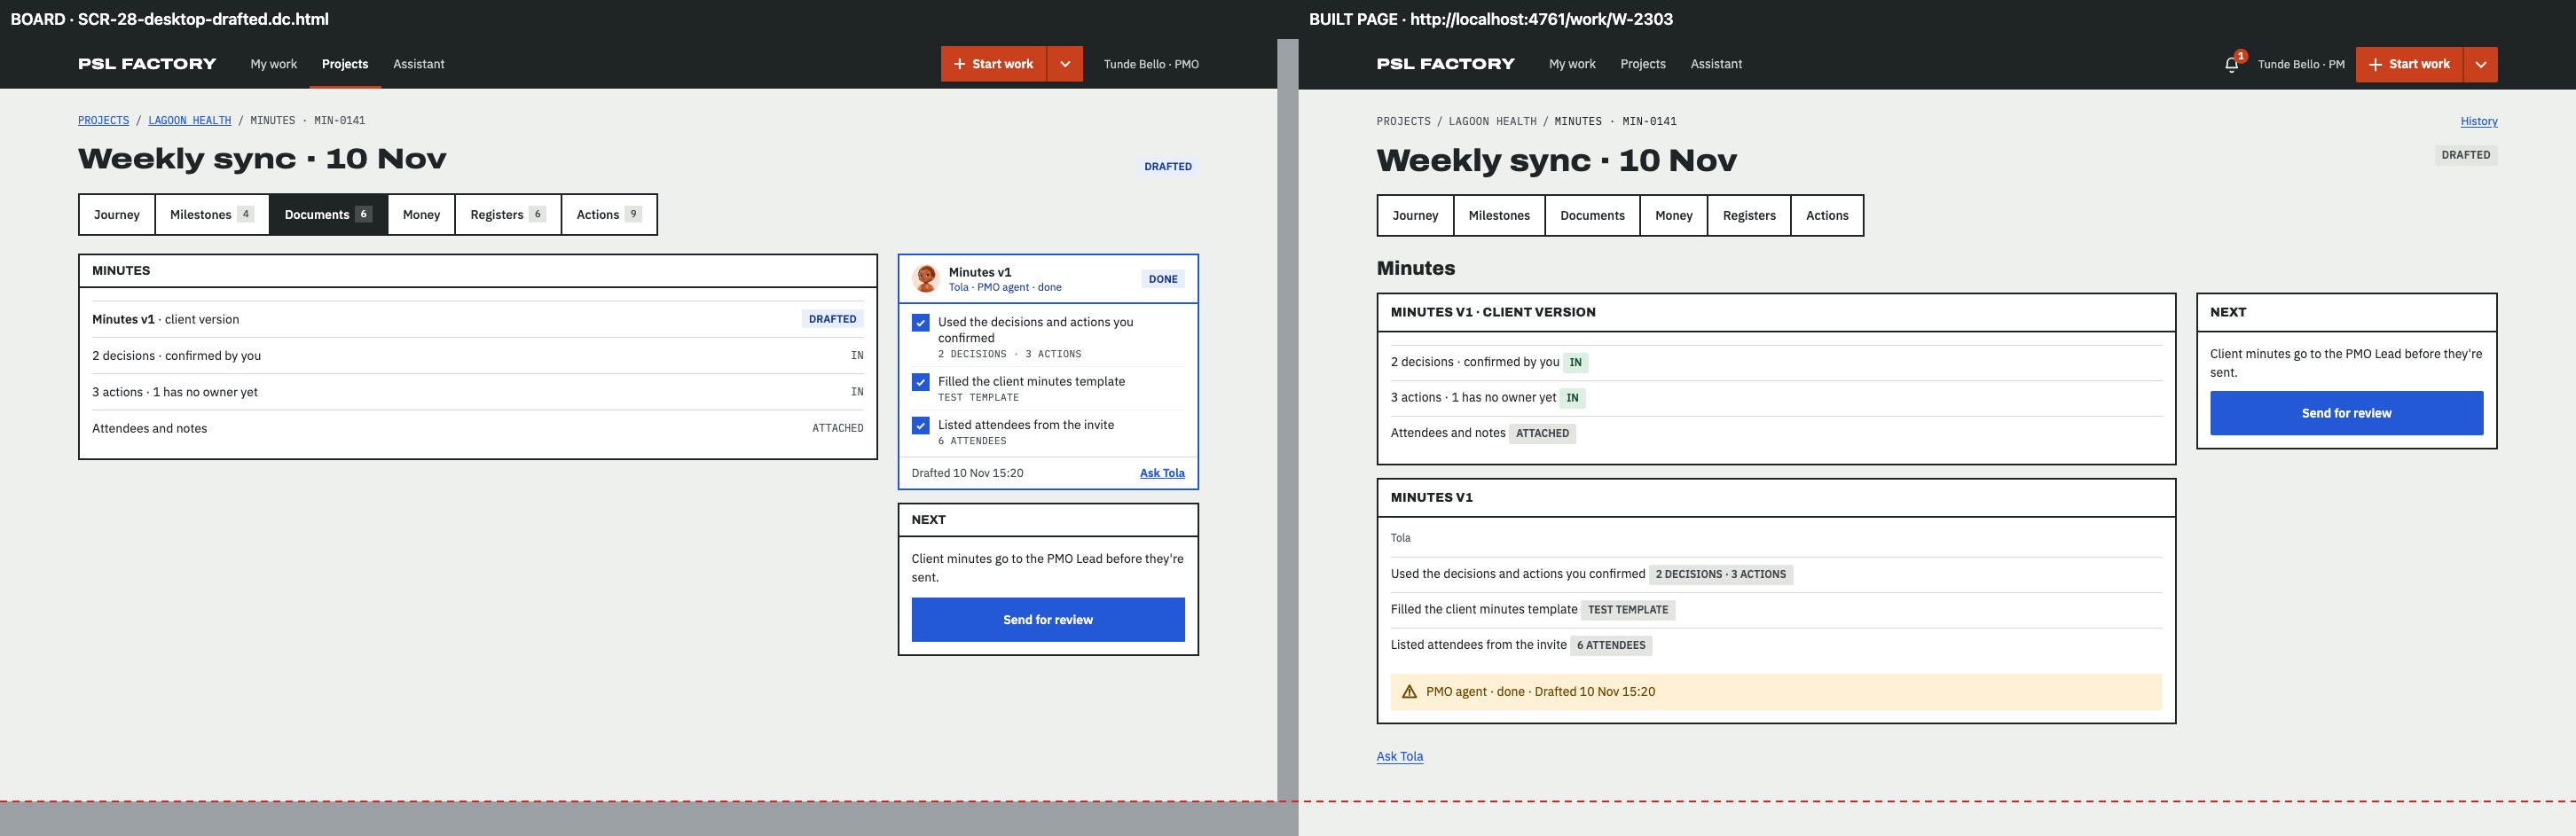 BOARD · SCR-28-desktop-drafted.dc.html
PSL FACTORY My work Projects Assistant + Start work Tunde Bello · PMO
PROJECTS / LAGOON HEALTH / MINUTES · MIN-0141
Weekly sync · 10 Nov
DRAFTED
Journey Milestones 4 Documents 6 Money Registers 6 Actions 9
MINUTES
Minutes v1 · client version DRAFTED
2 decisions · confirmed by you IN
3 actions · 1 has no owner yet IN
Attendees and notes ATTACHED
Minutes v1
Tola · PMO agent · done
DONE
Used the decisions and actions you
confirmed
2 DECISIONS · 3 ACTIONS
Filled the client minutes template
TEST TEMPLATE
Listed attendees from the invite
6 ATTENDEES
Drafted 10 Nov 15:20 Ask Tola
NEXT
Client minutes go to the PMO Lead before they're
sent.
Send for review
BUILT PAGE · http://localhost:4761/work/W-2303
PSL FACTORY My work Projects Assistant 1 Tunde Bello · PM + Start work
PROJECTS / LAGOON HEALTH / MINUTES · MIN-0141 History
Weekly sync · 10 Nov
DRAFTED
Journey Milestones Documents Money Registers Actions
Minutes
MINUTES V1 · CLIENT VERSION
2 decisions · confirmed by you IN
3 actions · 1 has no owner yet IN
Attendees and notes ATTACHED
NEXT
Client minutes go to the PMO Lead before they're
sent.
Send for review
MINUTES V1
Tola
Used the decisions and actions you confirmed 2 DECISIONS · 3 ACTIONS
Filled the client minutes template TEST TEMPLATE
Listed attendees from the invite 6 ATTENDEES
PMO agent · done · Drafted 10 Nov 15:20
Ask Tola